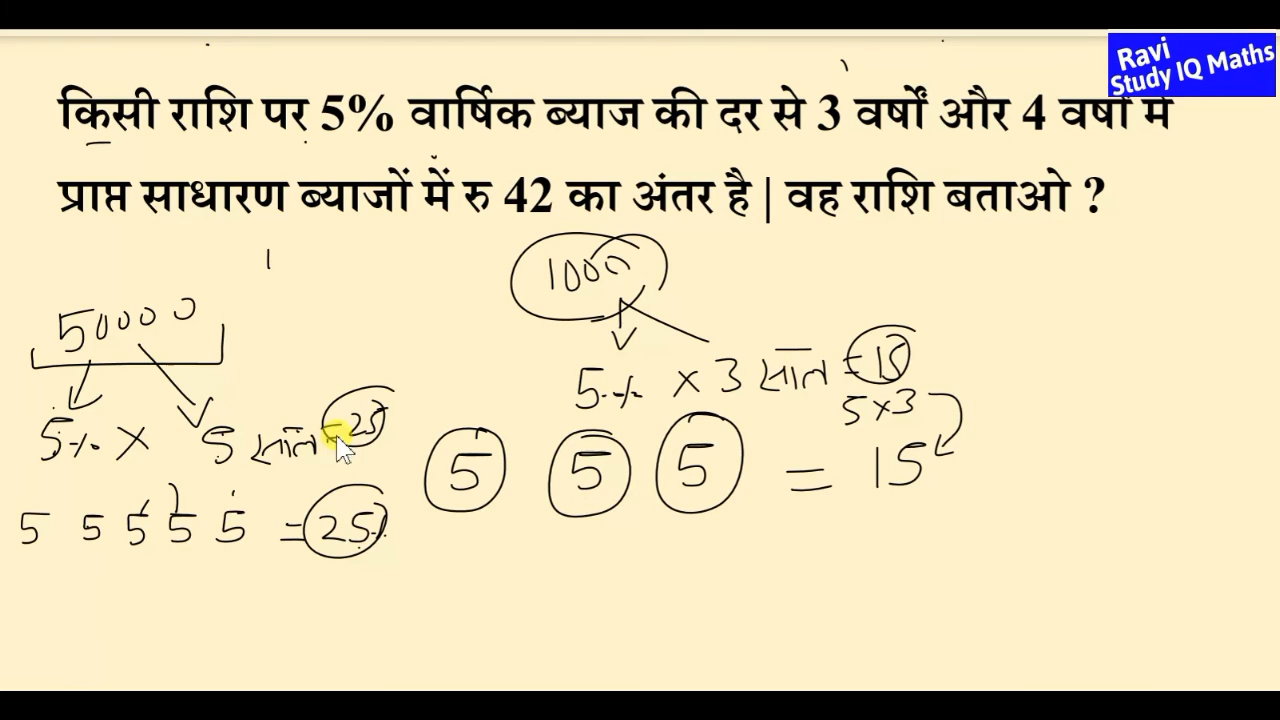 Ravi
Study IQ Maths
किसी राशि पर 5% वार्षिक ब्याज की दर से 3 वर्षों और 4 वर्षों में
प्राप्त साधारण ब्याजों में रु 42 का अंतर है | वह राशि बताओ ?
1000
50000
5% × 3 साल = 15
5×3
5% × 5 साल = 25
5 5 5 = 15
5 5 5 5 5 = 25%